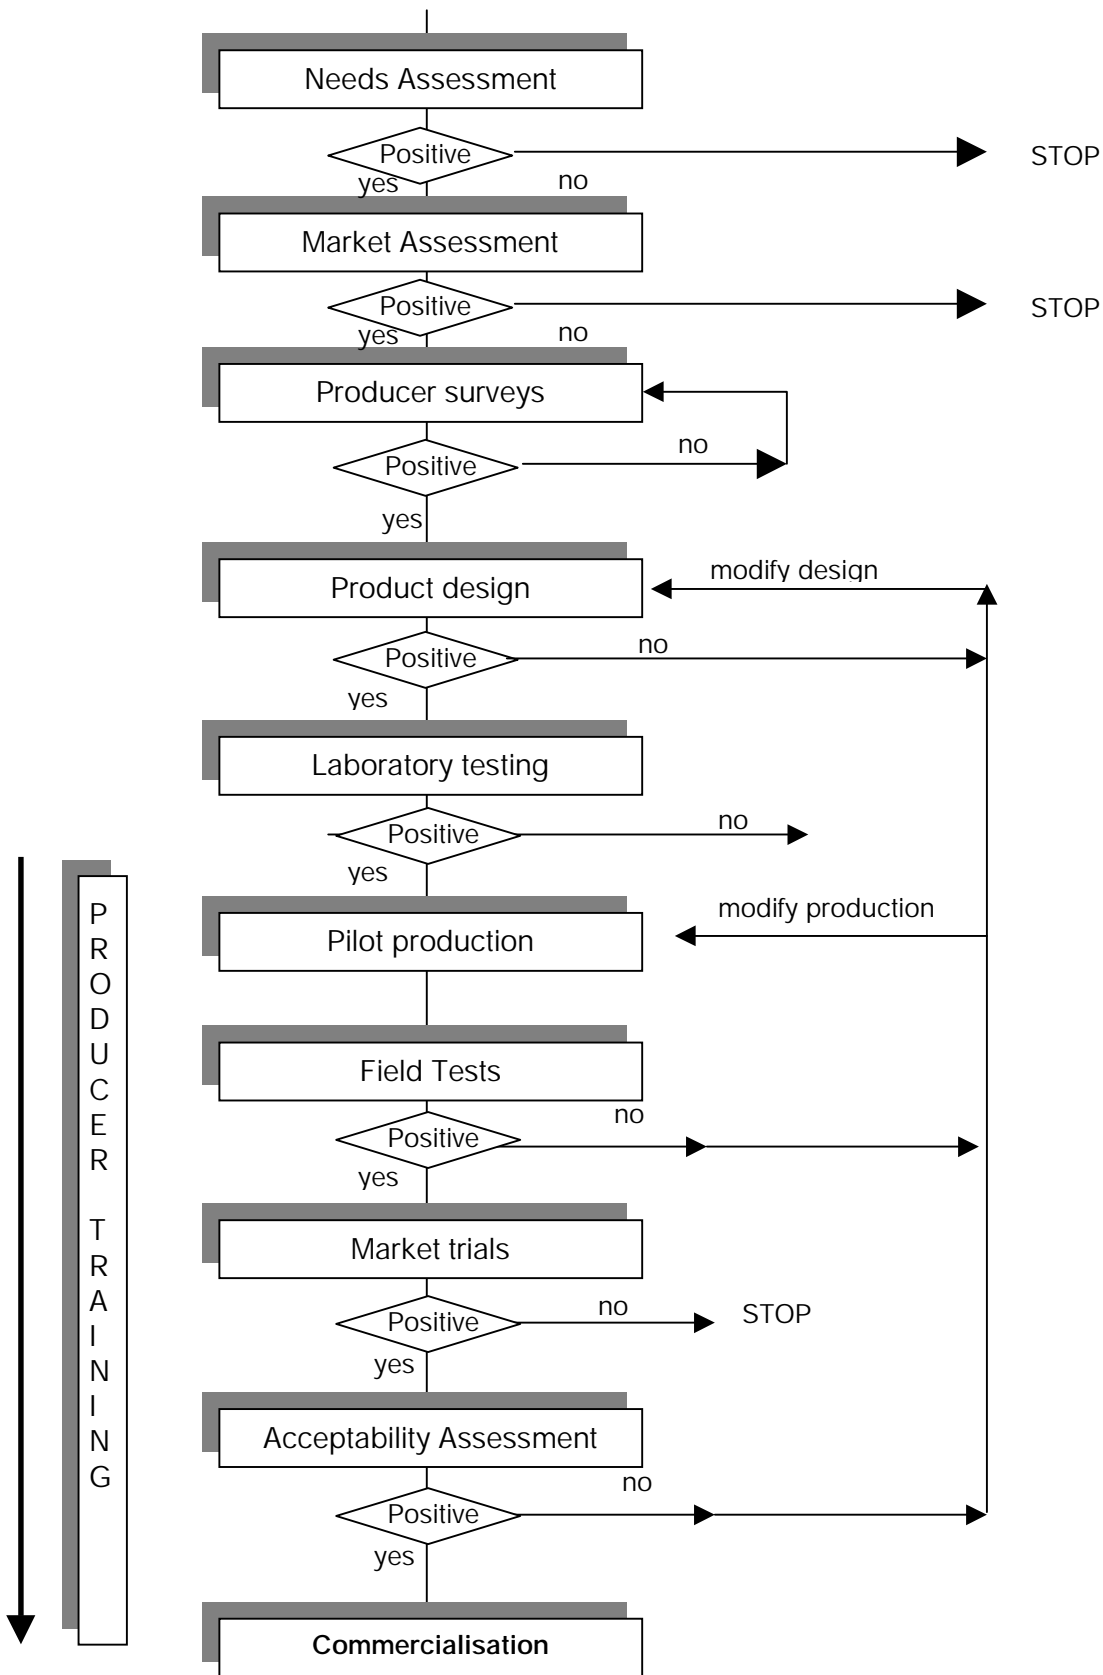 Needs Assessment
Positive
STOP
yes
no
Market Assessment
Positive
STOP
yes
no
Producer surveys
no
Positive
yes
modify design
Product design
no
Positive
yes
Laboratory testing
no
Positive
yes
PRODUCER TRAINING
modify production
Pilot production
Field Tests
no
Positive
yes
Market trials
no
STOP
Positive
yes
Acceptability Assessment
no
Positive
yes
Commercialisation